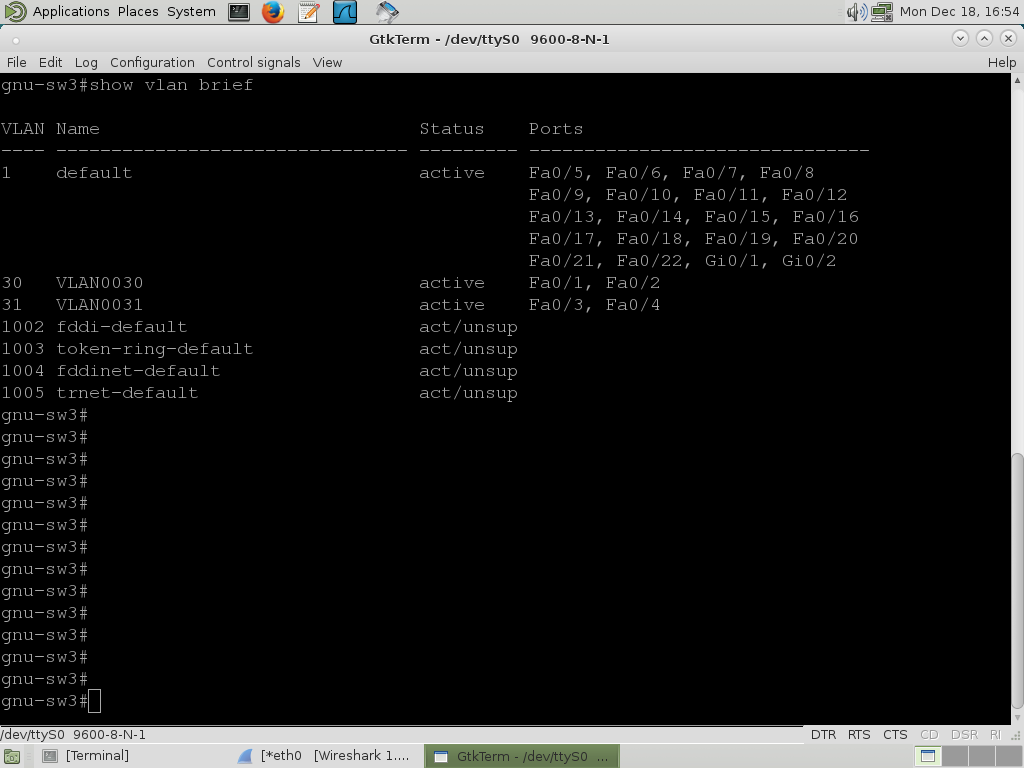 Applications Places System Mon Dec 18, 16:54
GtkTerm - /dev/ttyS0 9600-8-N-1
File Edit Log Configuration Control signals View Help
gnu-sw3#show vlan brief
VLAN Name Status Ports
---- -------------------------------- --------- -------------------------------
1 default active Fa0/5, Fa0/6, Fa0/7, Fa0/8
Fa0/9, Fa0/10, Fa0/11, Fa0/12
Fa0/13, Fa0/14, Fa0/15, Fa0/16
Fa0/17, Fa0/18, Fa0/19, Fa0/20
Fa0/21, Fa0/22, Gi0/1, Gi0/2
30 VLAN0030 active Fa0/1, Fa0/2
31 VLAN0031 active Fa0/3, Fa0/4
1002 fddi-default act/unsup
1003 token-ring-default act/unsup
1004 fddinet-default act/unsup
1005 trnet-default act/unsup
gnu-sw3#
gnu-sw3#
gnu-sw3#
gnu-sw3#
gnu-sw3#
gnu-sw3#
gnu-sw3#
gnu-sw3#
gnu-sw3#
gnu-sw3#
gnu-sw3#
gnu-sw3#
gnu-sw3#
gnu-sw3#
/dev/ttyS0 9600-8-N-1 DTR RTS CTS CD DSR RI
[Terminal] [*eth0 [Wireshark 1.... GtkTerm - /dev/ttyS0 ...